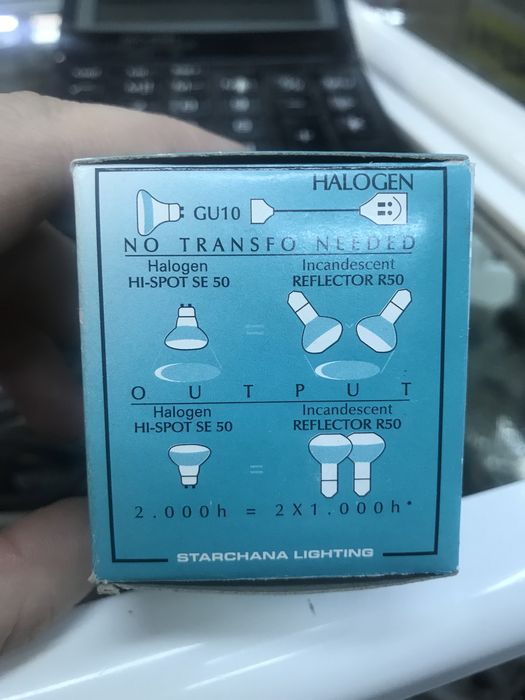 HALOGEN
GU10
NO TRANSFO NEEDED
Halogen Incandescent
HI-SPOT SE 50 REFLECTOR R50
=
OUTPUT
Halogen Incandescent
HI-SPOT SE 50 REFLECTOR R50
=
2.000h = 2X1.000h*
STARCHANA LIGHTING